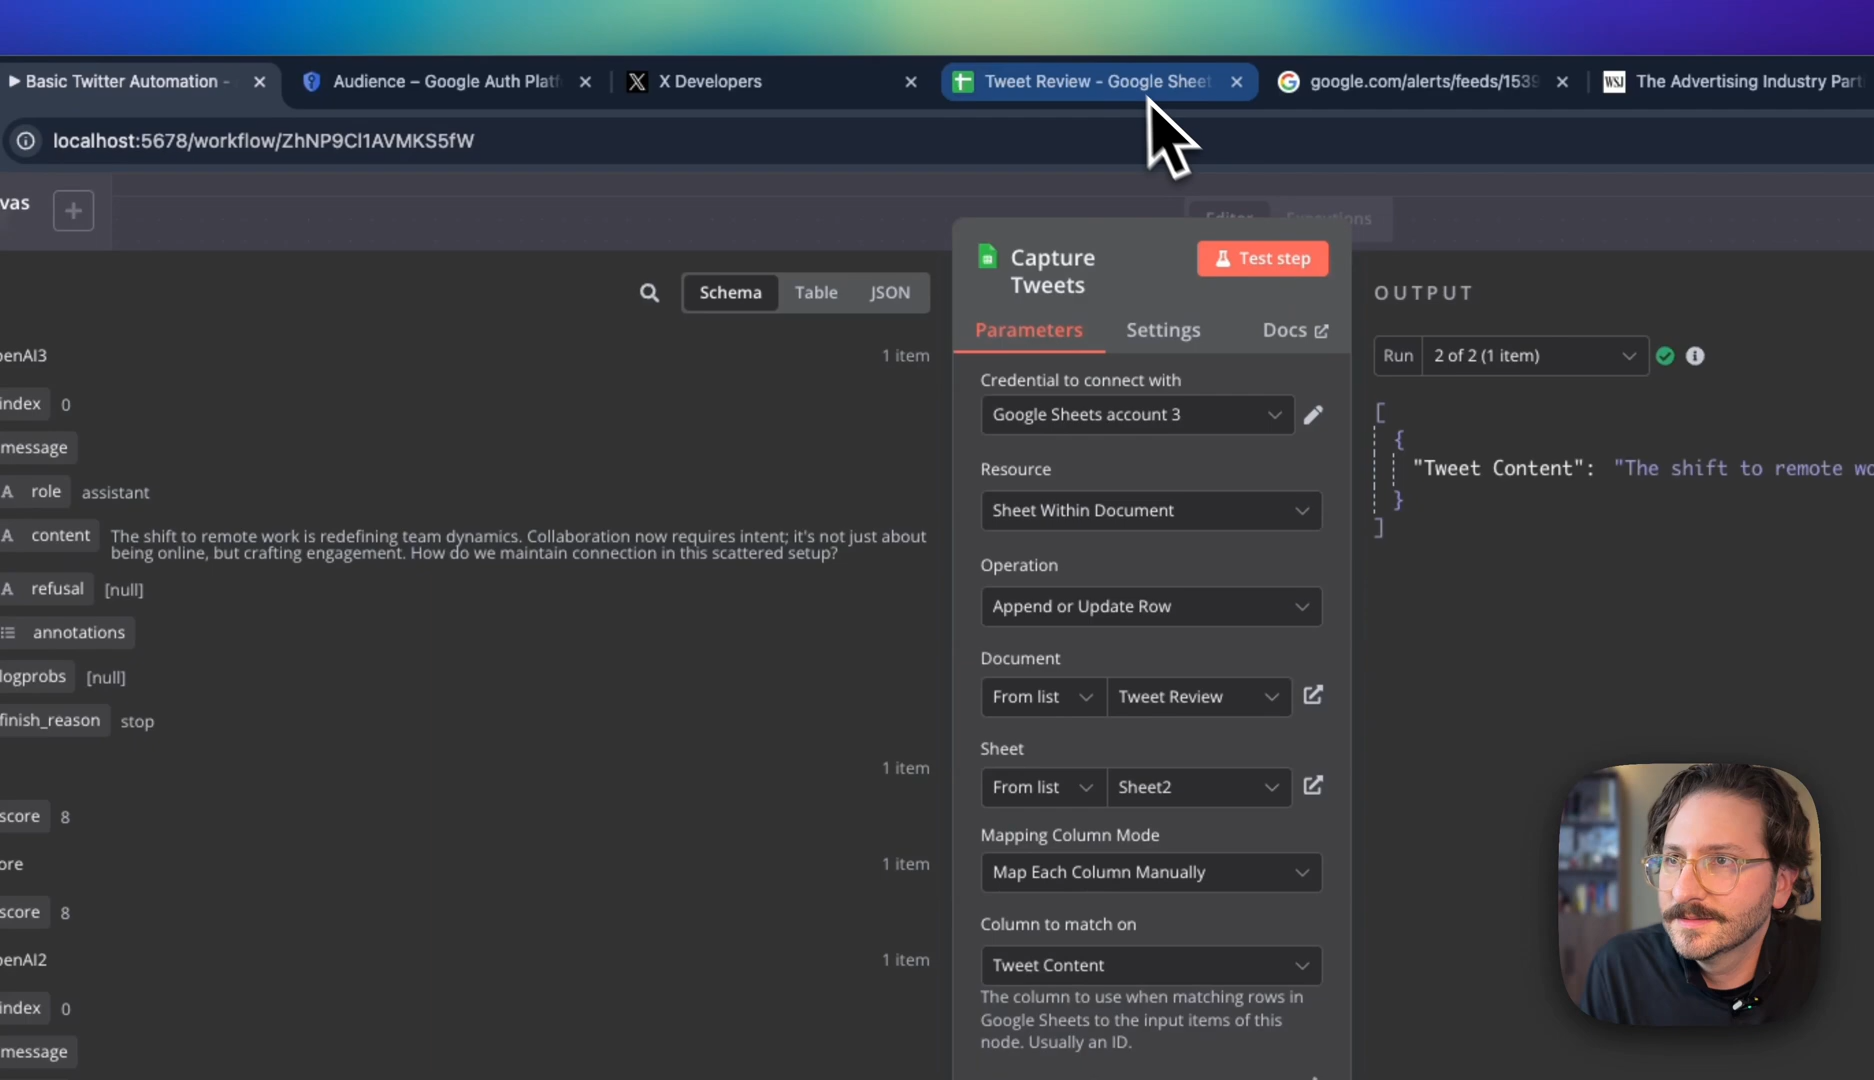 Basic Twitter Automation -
Audience – Google Auth Platf
X Developers
Tweet Review - Google Sheet
google.com/alerts/feeds/1539
WSJ
The Advertising Industry Part
localhost:5678/workflow/ZhNP9Cl1AVMKS5fW
vas
Editor
Executions
Capture
Tweets
Test step
OUTPUT
Schema
Table
JSON
Parameters
Settings
Docs
penAI3
1 item
Run
2 of 2 (1 item)
Credential to connect with
Google Sheets account 3
index
0
message
[
{
"Tweet Content": "The shift to remote wo
}
]
Resource
Sheet Within Document
A role
assistant
A content
The shift to remote work is redefining team dynamics. Collaboration now requires intent; it's not just about
being online, but crafting engagement. How do we maintain connection in this scattered setup?
Operation
Append or Update Row
A refusal
[null]
annotations
Document
From list
Tweet Review
logprobs
[null]
finish_reason
stop
Sheet
From list
Sheet2
1 item
score
8
Mapping Column Mode
Map Each Column Manually
ore
1 item
score
8
Column to match on
Tweet Content
The column to use when matching rows in
Google Sheets to the input items of this
node. Usually an ID.
penAI2
1 item
index
0
message